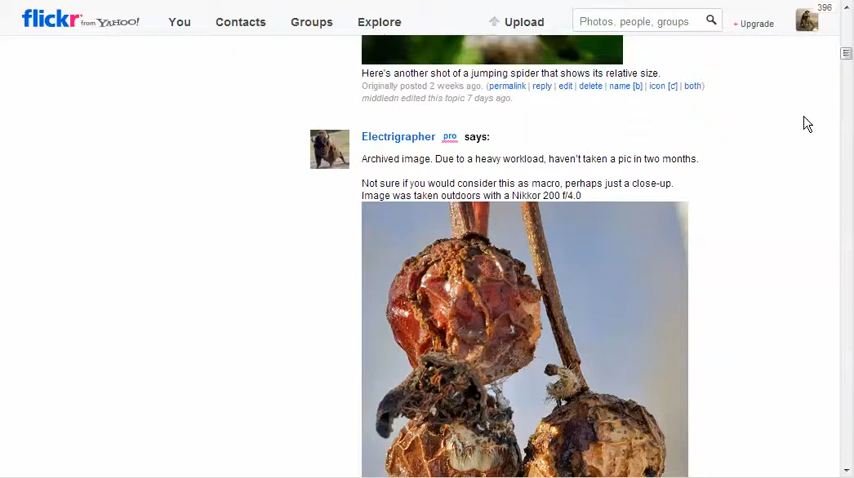 flickr from YAHOO! You Contacts Groups Explore Upload Photos, people, groups Upgrade 396
Here's another shot of a jumping spider that shows its relative size.
Originally posted 2 weeks ago. (permalink | reply | edit | delete | name [b] | icon [c] | both)
middledn edited this topic 7 days ago.
Electrigrapher pro says:
Archived image. Due to a heavy workload, haven't taken a pic in two months.
Not sure if you would consider this as macro, perhaps just a close-up.
Image was taken outdoors with a Nikkor 200 f/4.0